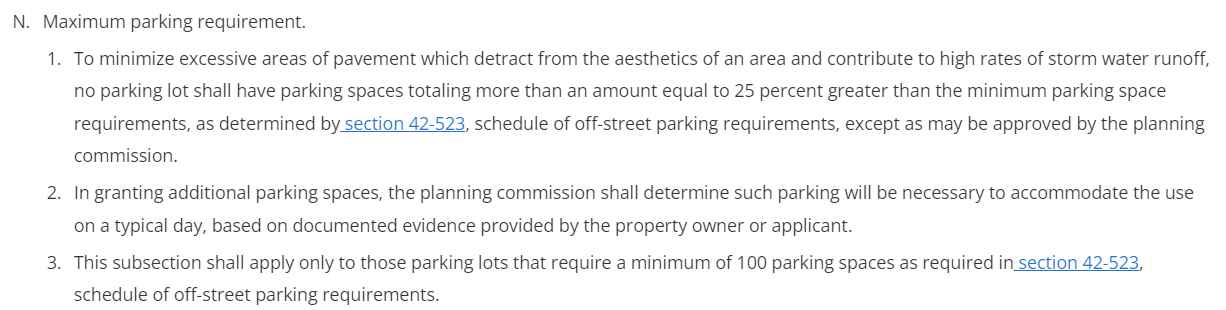 N. Maximum parking requirement.
1. To minimize excessive areas of pavement which detract from the aesthetics of an area and contribute to high rates of storm water runoff,
no parking lot shall have parking spaces totaling more than an amount equal to 25 percent greater than the minimum parking space
requirements, as determined by section 42-523, schedule of off-street parking requirements, except as may be approved by the planning
commission.
2. In granting additional parking spaces, the planning commission shall determine such parking will be necessary to accommodate the use
on a typical day, based on documented evidence provided by the property owner or applicant.
3. This subsection shall apply only to those parking lots that require a minimum of 100 parking spaces as required in section 42-523,
schedule of off-street parking requirements.